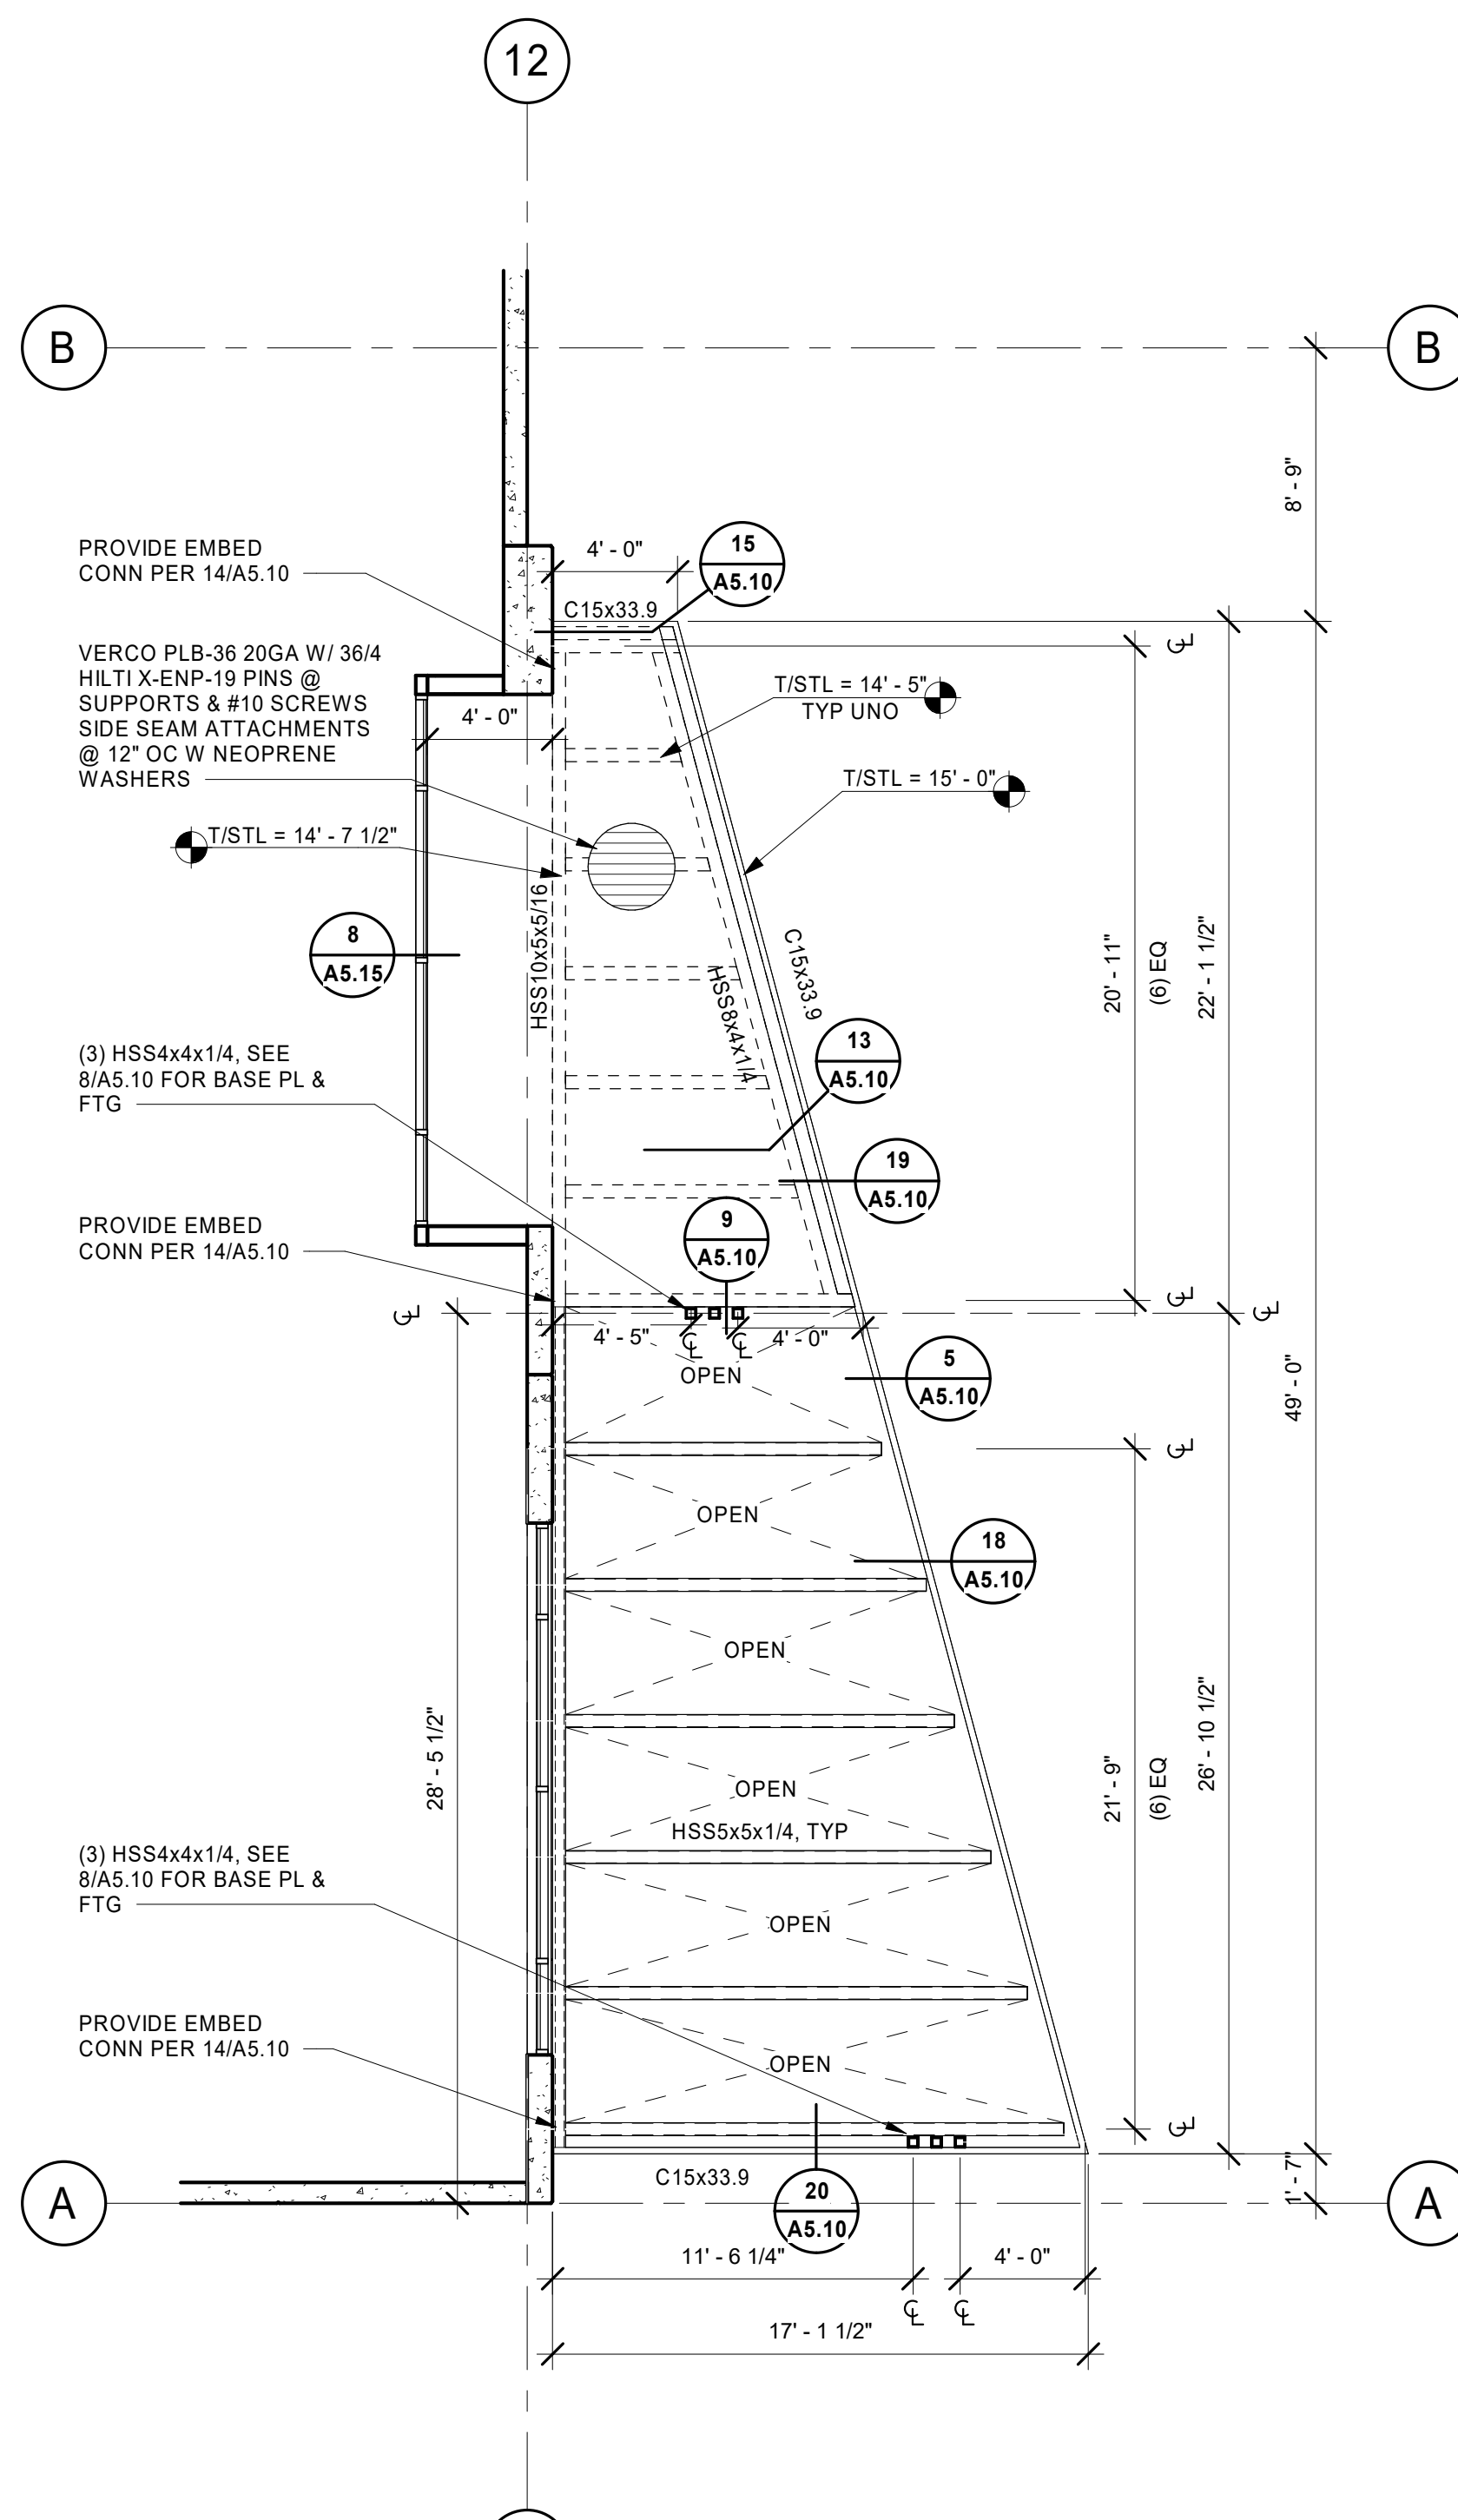 12
B
B
8' - 9"
PROVIDE EMBED
CONN PER 14/A5.10
4' - 0"
15
A5.10
C15x33.9
VERCO PLB-36 20GA W/ 36/4
HILTI X-ENP-19 PINS @
SUPPORTS & #10 SCREWS
SIDE SEAM ATTACHMENTS
@ 12" OC W NEOPRENE
WASHERS
4' - 0"
T/STL = 14' - 5"
TYP UNO
T/STL = 15' - 0"
T/STL = 14' - 7 1/2"
HSS10x5x5/16
8
A5.15
C15x33.9
HSS8x4x1/4
20' - 11"
(6) EQ
22' - 1 1/2"
(3) HSS4x4x1/4, SEE
8/A5.10 FOR BASE PL &
FTG
13
A5.10
19
A5.10
9
A5.10
PROVIDE EMBED
CONN PER 14/A5.10
4' - 5"
4' - 0"
OPEN
5
A5.10
49' - 0"
OPEN
18
A5.10
OPEN
28' - 5 1/2"
21' - 9"
(6) EQ
26' - 10 1/2"
OPEN
HSS5x5x1/4, TYP
(3) HSS4x4x1/4, SEE
8/A5.10 FOR BASE PL &
FTG
OPEN
PROVIDE EMBED
CONN PER 14/A5.10
OPEN
C15x33.9
20
A5.10
1' - 7"
A
A
11' - 6 1/4"
4' - 0"
17' - 1 1/2"